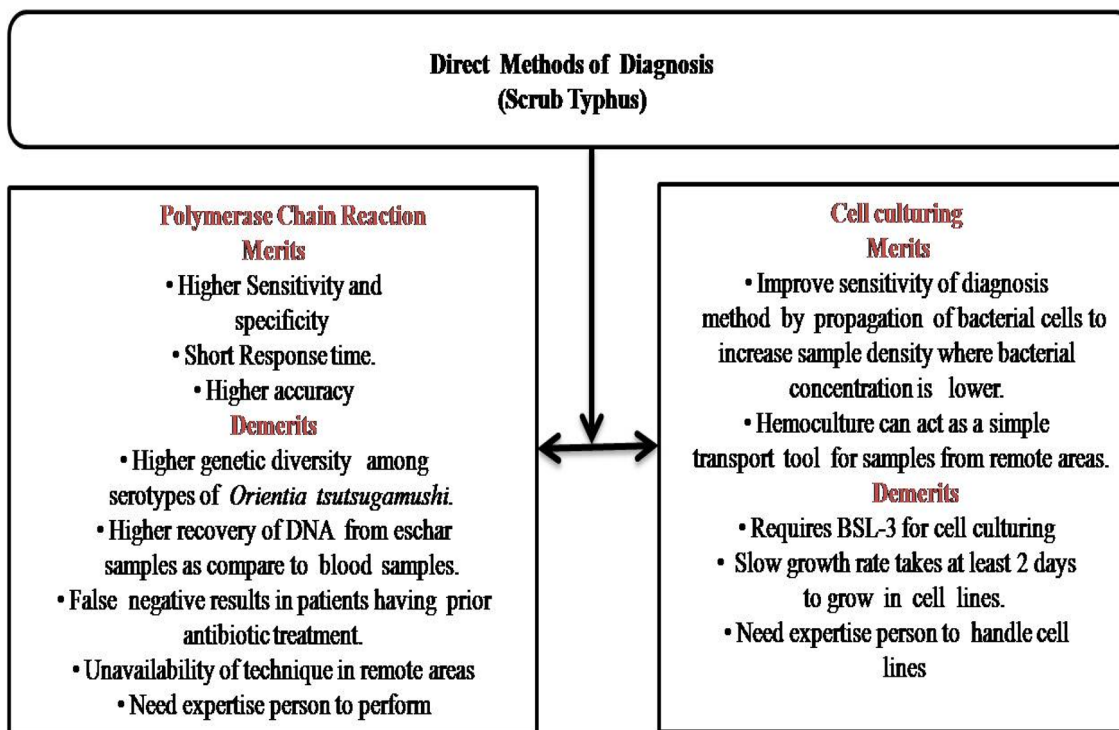 Direct Methods of Diagnosis
(Scrub Typhus)
Polymerase Chain Reaction
Merits
• Higher Sensitivity and
specificity
• Short Response time.
• Higher accuracy
Demerits
• Higher genetic diversity among
serotypes of Orientia tsutsugamushi.
• Higher recovery of DNA from eschar
samples as compare to blood samples.
• False negative results in patients having prior
antibiotic treatment.
• Unavailability of technique in remote areas
• Need expertise person to perform
Cell culturing
Merits
• Improve sensitivity of diagnosis
method by propagation of bacterial cells to
increase sample density where bacterial
concentration is lower.
• Hemoculture can act as a simple
transport tool for samples from remote areas.
Demerits
• Requires BSL-3 for cell culturing
• Slow growth rate takes at least 2 days
to grow in cell lines.
• Need expertise person to handle cell
lines